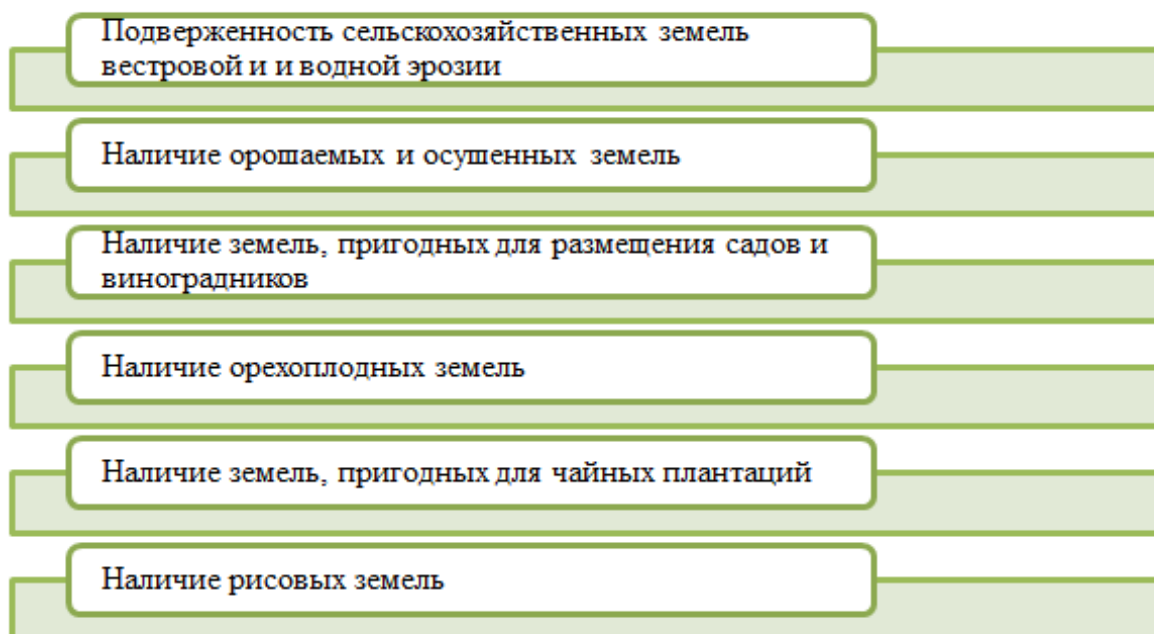 Подверженность сельскохозяйственных земель
вестровой и и водной эрозии
Наличие орошаемых и осушенных земель
Наличие земель, пригодных для размещения садов и
виноградников
Наличие орехоплодных земель
Наличие земель, пригодных для чайных плантаций
Наличие рисовых земель